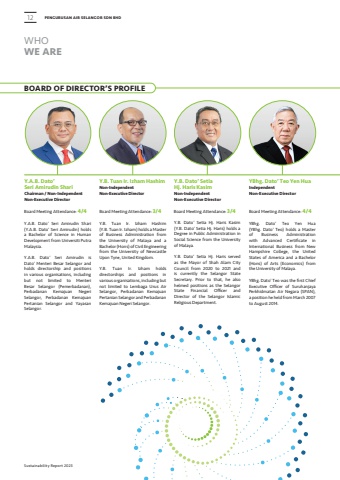 12
PENGURUSAN AIR SELANGOR SDN BHD
WHO
WE ARE
BOARD OF DIRECTOR'S PROFILE
Y.A.B. Dato'
Seri Amirudin Shari
Chairman / Non-Independent
Non-Executive Director
Board Meeting Attendance: 4/4
Y.A.B. Dato' Seri Amirudin Shari
(Y.A.B. Dato' Seri Amirudin) holds
a Bachelor of Science in Human
Development from Universiti Putra
Malaysia.
Y.A.B. Dato' Seri Amirudin is
Dato' Menteri Besar Selangor and
holds directorship and positions
in various organisations, including
but not limited to Menteri
Besar Selangor (Pemerbadanan),
Perbadanan Kemajuan Negeri
Selangor, Perbadanan Kemajuan
Pertanian Selangor and Yayasan
Selangor.
Y.B. Tuan Ir. Izham Hashim
Non-Independent
Non-Executive Director
Board Meeting Attendance: 3/4
Y.B. Tuan Ir. Izham Hashim
(Y.B. Tuan Ir. Izham) holds a Master
of Business Administration from
the University of Malaya and a
Bachelor (Hons) of Civil Engineering
from the University of Newcastle
Upon Tyne, United Kingdom.
Y.B. Tuan Ir. Izham holds
directorships and positions in
various organisations, including but
not limited to Lembaga Urus Air
Selangor, Perbadanan Kemajuan
Pertanian Selangor and Perbadanan
Kemajuan Negeri Selangor.
Y.B. Dato' Setia
Hj. Haris Kasim
Non-Independent
Non-Executive Director
Board Meeting Attendance: 3/4
Y.B. Dato' Setia Hj. Haris Kasim
(Y.B. Dato' Setia Hj. Haris) holds a
Degree in Public Administration in
Social Science from the University
of Malaya.
Y.B. Dato' Setia Hj. Haris served
as the Mayor of Shah Alam City
Council from 2020 to 2021 and
is currently the Selangor State
Secretary. Prior to that, he also
helmed positions as the Selangor
State Financial Officer and
Director of the Selangor Islamic
Religious Department.
YBhg. Dato' Teo Yen Hua
Independent
Non-Executive Director
Board Meeting Attendance: 4/4
YBhg. Dato' Teo Yen Hua
(YBhg. Dato' Teo) holds a Master
of Business Administration
with Advanced Certificate in
International Business from New
Hampshire College, the United
States of America and a Bachelor
(Hons) of Arts (Economics) from
the University of Malaya.
YBhg. Dato' Teo was the first Chief
Executive Officer of Suruhanjaya
Perkhidmatan Air Negara (SPAN),
a position he held from March 2007
to August 2014.
Sustainability Report 2023